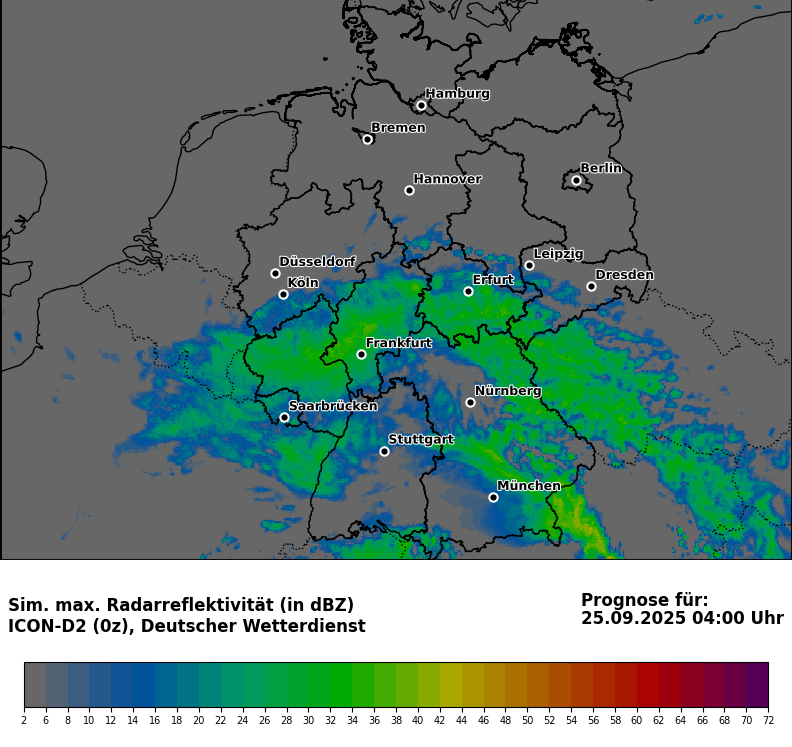 Hamburg
Bremen
Berlin
Hannover
Leipzig
Düsseldorf
Dresden
Köln
Erfurt
Frankfurt
Nürnberg
Saarbrücken
Stuttgart
München
Sim. max. Radarreflektivität (in dBZ)
ICON-D2 (0z), Deutscher Wetterdienst
Prognose für:
25.09.2025 04:00 Uhr
2 6 8 10 12 14 16 18 20 22 24 26 28 30 32 34 36 38 40 42 44 46 48 50 52 54 56 58 60 62 64 66 68 70 72